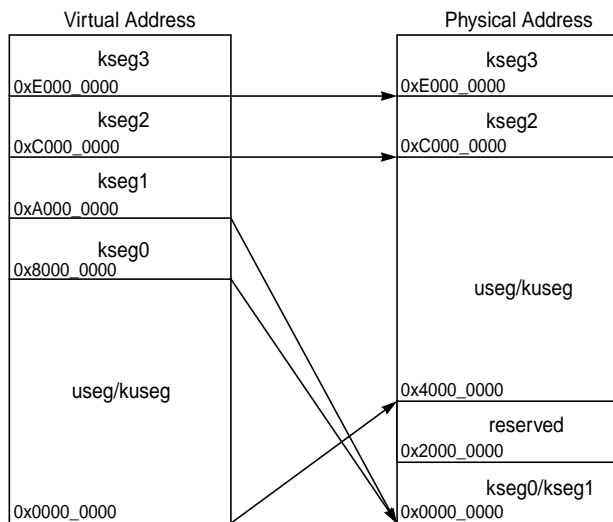 Virtual Address
kseg3
0xE000_0000
kseg2
0xC000_0000
kseg1
0xA000_0000
kseg0
0x8000_0000
useg/kuseg
0x0000_0000
Physical Address
kseg3
0xE000_0000
kseg2
0xC000_0000
useg/kuseg
0x4000_0000
reserved
0x2000_0000
kseg0/kseg1
0x0000_0000